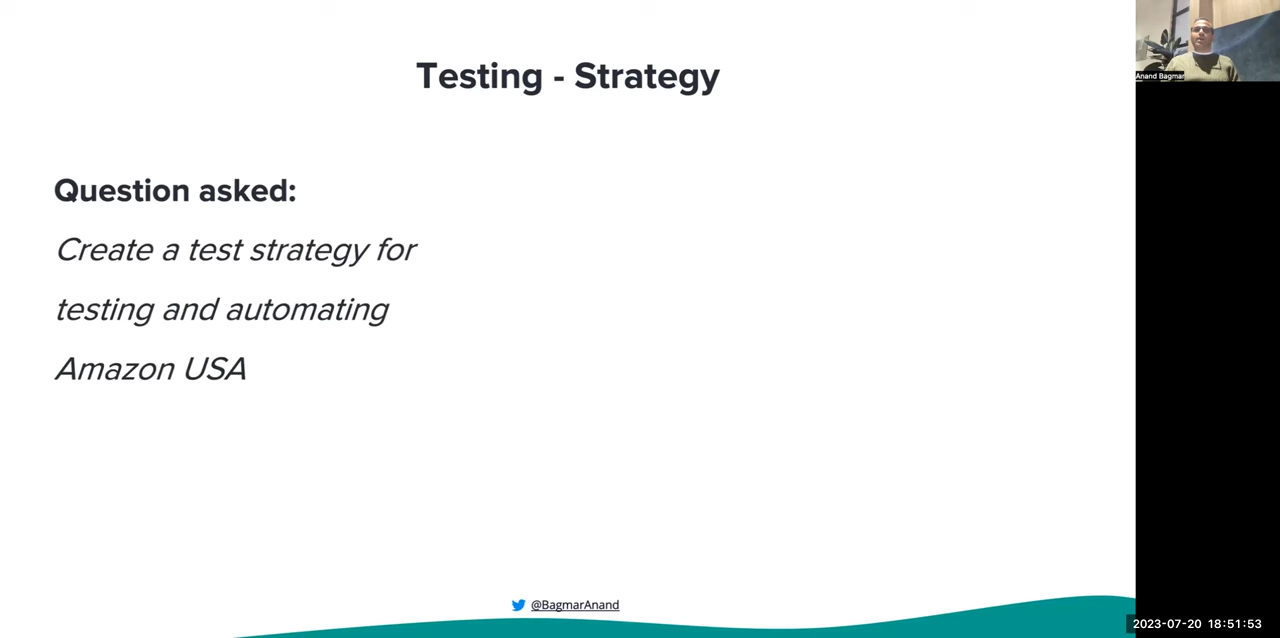 Testing - Strategy
Anand Bagmar
Question asked:
Create a test strategy for
testing and automating
Amazon USA
@BagmarAnand
2023-07-20 18:51:53